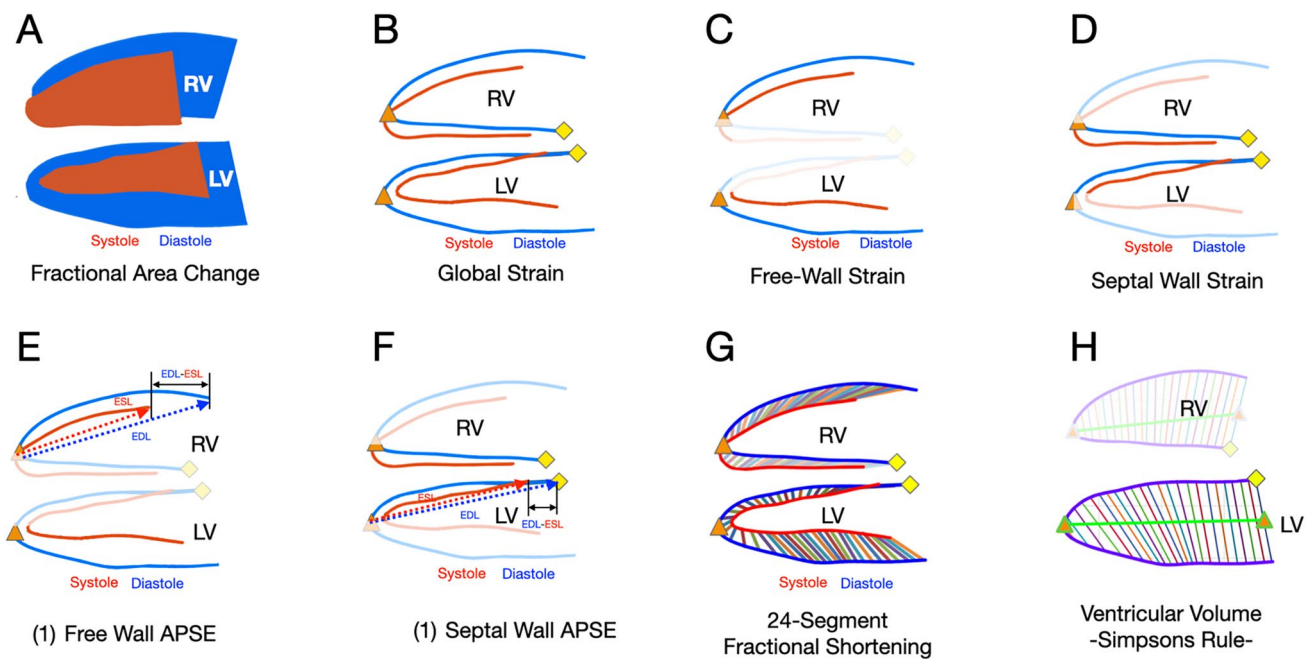 A
RV
LV
Systole Diastole
Fractional Area Change
B
RV
LV
Systole Diastole
Global Strain
C
RV
LV
Systole Diastole
Free-Wall Strain
D
RV
LV
Systole Diastole
Septal Wall Strain
E
EDL-ESL
ESL
EDL
RV
LV
Systole Diastole
(1) Free Wall APSE
F
RV
ESL
EDL
LV
EDL-ESL
Systole Diastole
(1) Septal Wall APSE
G
RV
LV
Systole Diastole
24-Segment
Fractional Shortening
H
RV
LV
Ventricular Volume
-Simpsons Rule-